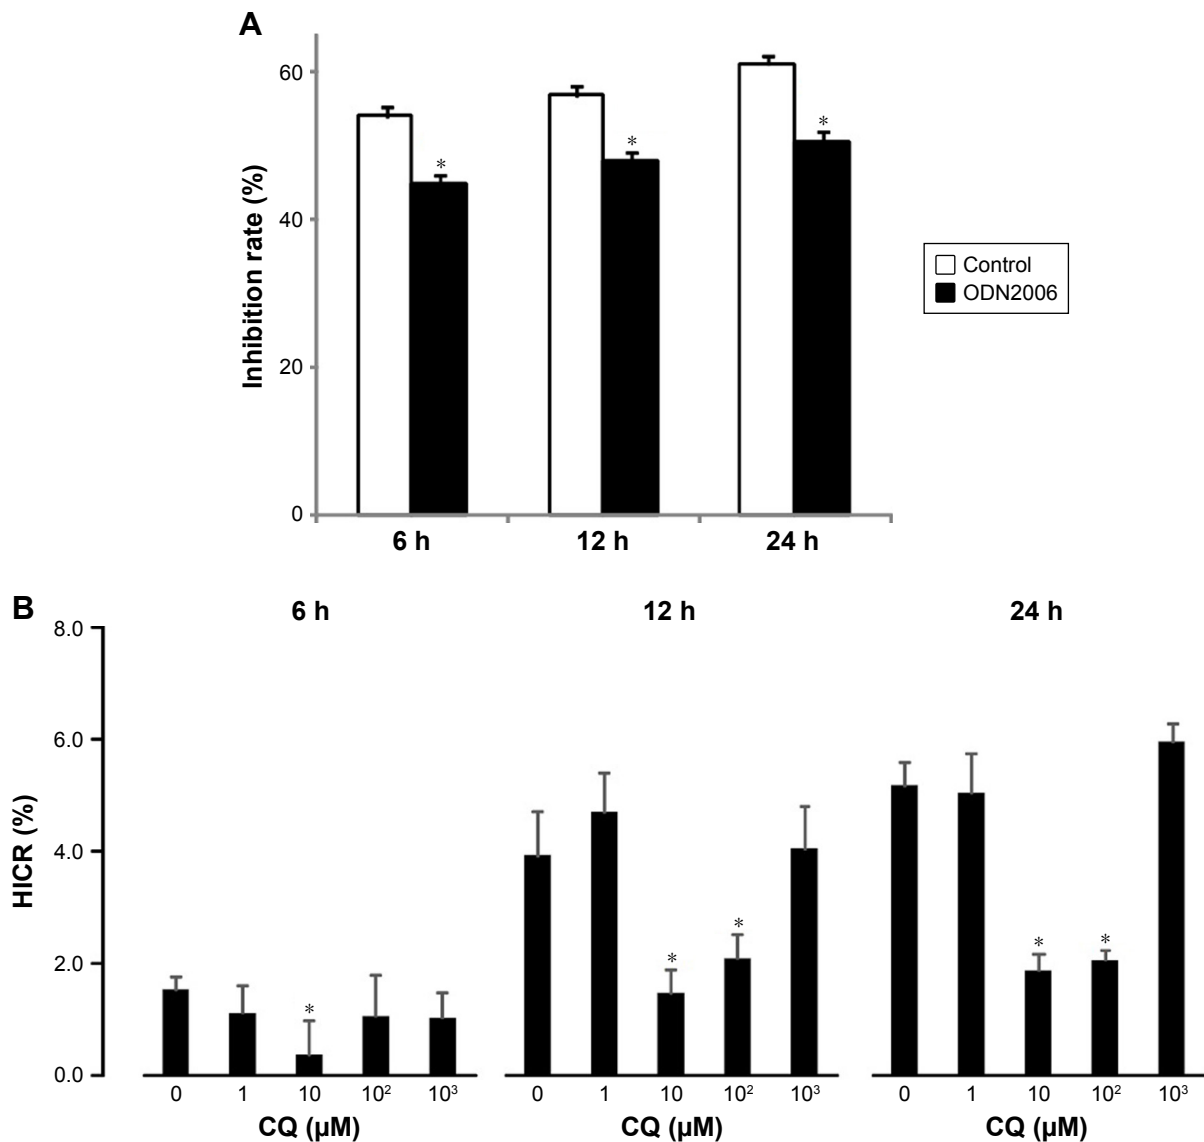 A
60
40
20
0
Inhibition rate (%)
* * *
6 h 12 h 24 h
Control
ODN2006
B
6 h 12 h 24 h
8.0
6.0
4.0
2.0
0.0
HICR (%)
* * * * *
0 1 10 10² 10³ 0 1 10 10² 10³ 0 1 10 10² 10³
CQ (µM) CQ (µM) CQ (µM)